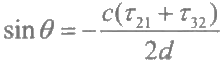 sin θ = − c(τ₂₁ + τ₃₂) / 2d